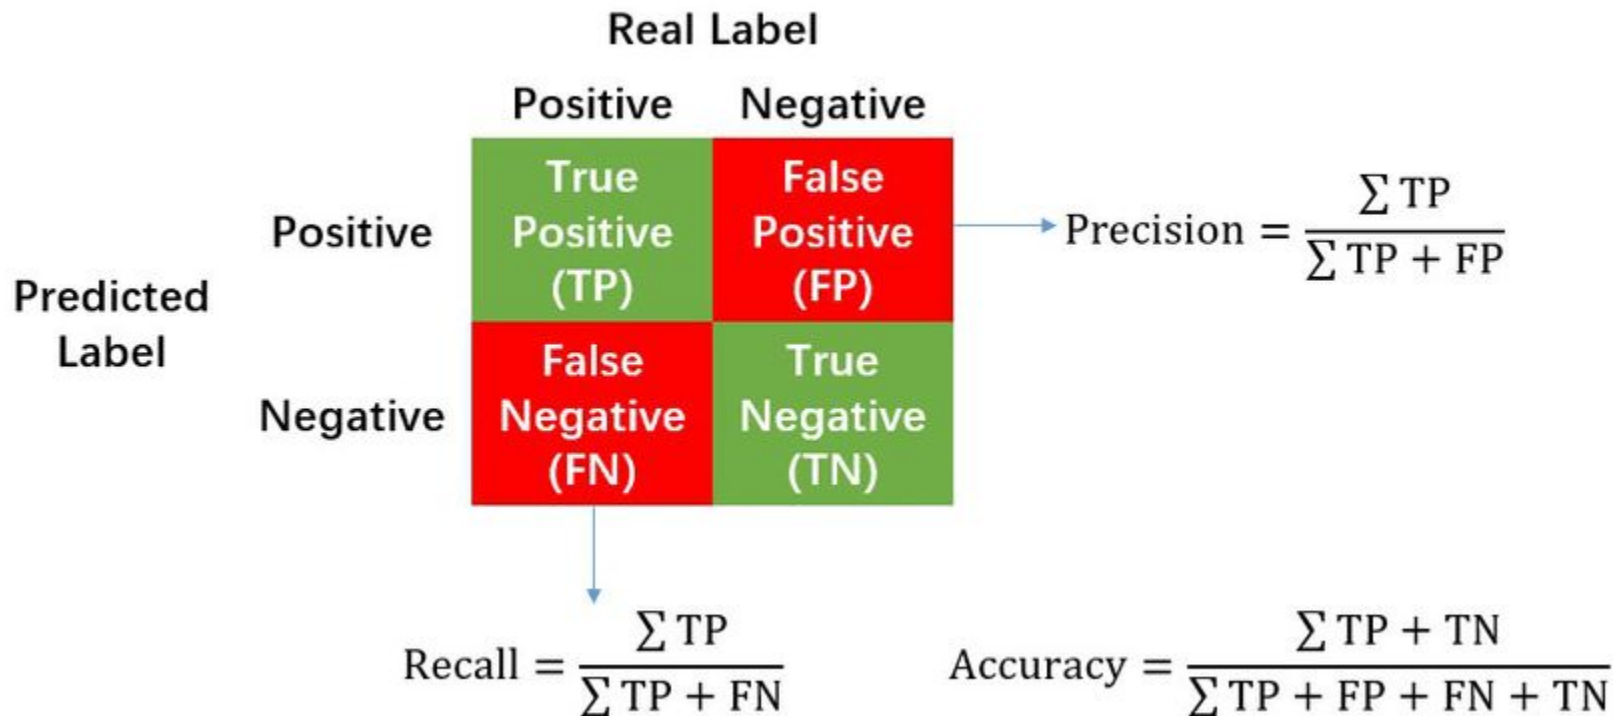 Real Label
Positive Negative
Positive
True
Positive
(TP)
False
Positive
(FP)
Precision = ∑ TP / ∑ TP + FP
Predicted
Label
Negative
False
Negative
(FN)
True
Negative
(TN)
Recall = ∑ TP / ∑ TP + FN
Accuracy = ∑ TP + TN / ∑ TP + FP + FN + TN